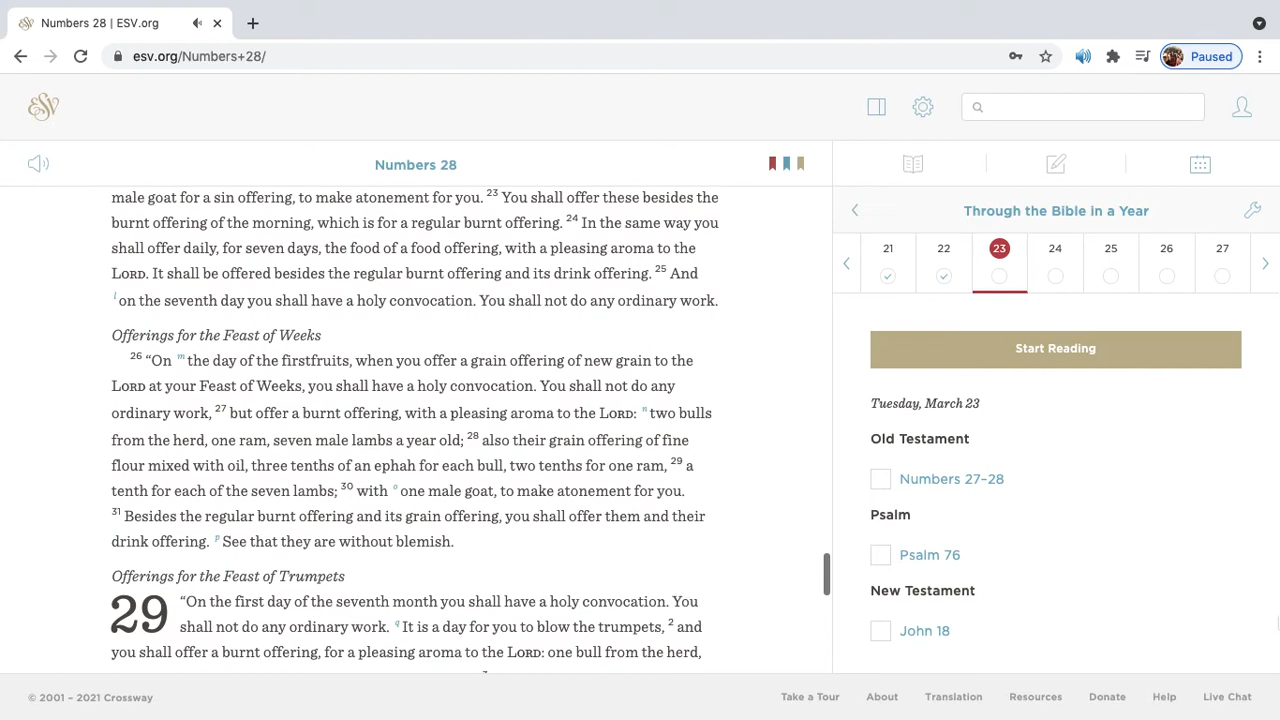 Numbers 28 | ESV.org
esv.org/Numbers+28/
Paused
ESV
Numbers 28
male goat for a sin offering, to make atonement for you. 23 You shall offer these besides the
burnt offering of the morning, which is for a regular burnt offering. 24 In the same way you
shall offer daily, for seven days, the food of a food offering, with a pleasing aroma to the
LORD. It shall be offered besides the regular burnt offering and its drink offering. 25 And
l on the seventh day you shall have a holy convocation. You shall not do any ordinary work.
Offerings for the Feast of Weeks
26 “On m the day of the firstfruits, when you offer a grain offering of new grain to the
LORD at your Feast of Weeks, you shall have a holy convocation. You shall not do any
ordinary work, 27 but offer a burnt offering, with a pleasing aroma to the LORD: n two bulls
from the herd, one ram, seven male lambs a year old; 28 also their grain offering of fine
flour mixed with oil, three tenths of an ephah for each bull, two tenths for one ram, 29 a
tenth for each of the seven lambs; 30 with o one male goat, to make atonement for you.
31 Besides the regular burnt offering and its grain offering, you shall offer them and their
drink offering. p See that they are without blemish.
Offerings for the Feast of Trumpets
29 “On the first day of the seventh month you shall have a holy convocation. You
shall not do any ordinary work. q It is a day for you to blow the trumpets, 2 and
you shall offer a burnt offering, for a pleasing aroma to the LORD: one bull from the herd,
Through the Bible in a Year
21 22 23 24 25 26 27
Start Reading
Tuesday, March 23
Old Testament
Numbers 27–28
Psalm
Psalm 76
New Testament
John 18
© 2001 – 2021 Crossway
Take a Tour About Translation Resources Donate Help Live Chat